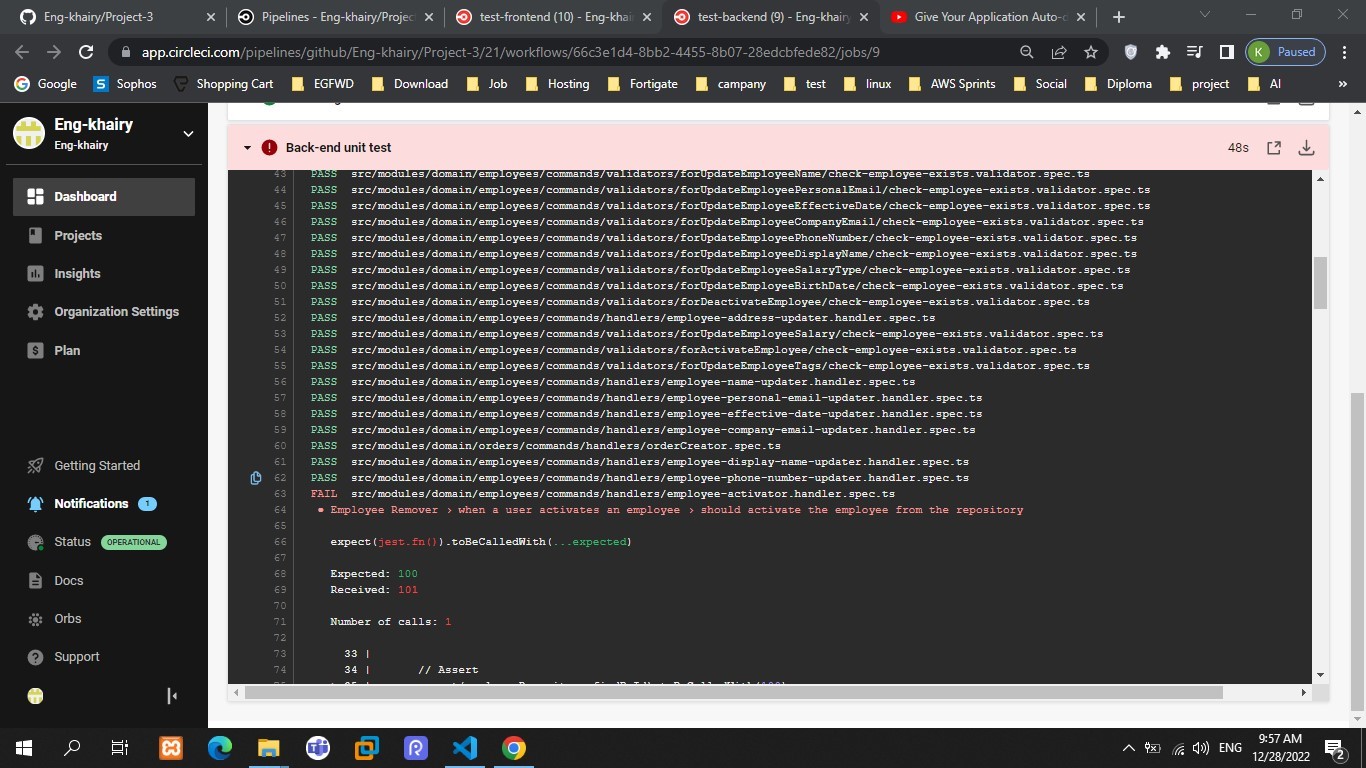 Eng-khairy/Project-3
Pipelines - Eng-khairy/Projec
test-frontend (10) - Eng-khai
test-backend (9) - Eng-khairy
Give Your Application Auto-
app.circleci.com/pipelines/github/Eng-khairy/Project-3/21/workflows/66c3e1d4-8bb2-4455-8b07-28edcbfede82/jobs/9
K Paused
Google
Sophos
Shopping Cart
EGFWD
Download
Job
Hosting
Fortigate
campany
test
linux
AWS Sprints
Social
Diploma
project
AI
»
Eng-khairy
Eng-khairy
Dashboard
Projects
Insights
Organization Settings
Plan
Getting Started
Notifications 1
Status OPERATIONAL
Docs
Orbs
Support
Back-end unit test 48s
43 PASS src/modules/domain/employees/commands/validators/forUpdateEmployeeName/check-employee-exists.validator.spec.ts
44 PASS src/modules/domain/employees/commands/validators/forUpdateEmployeePersonalEmail/check-employee-exists.validator.spec.ts
45 PASS src/modules/domain/employees/commands/validators/forUpdateEmployeeEffectiveDate/check-employee-exists.validator.spec.ts
46 PASS src/modules/domain/employees/commands/validators/forUpdateEmployeeCompanyEmail/check-employee-exists.validator.spec.ts
47 PASS src/modules/domain/employees/commands/validators/forUpdateEmployeePhoneNumber/check-employee-exists.validator.spec.ts
48 PASS src/modules/domain/employees/commands/validators/forUpdateEmployeeDisplayName/check-employee-exists.validator.spec.ts
49 PASS src/modules/domain/employees/commands/validators/forUpdateEmployeeSalaryType/check-employee-exists.validator.spec.ts
50 PASS src/modules/domain/employees/commands/validators/forUpdateEmployeeBirthDate/check-employee-exists.validator.spec.ts
51 PASS src/modules/domain/employees/commands/validators/forDeactivateEmployee/check-employee-exists.validator.spec.ts
52 PASS src/modules/domain/employees/commands/handlers/employee-address-updater.handler.spec.ts
53 PASS src/modules/domain/employees/commands/validators/forUpdateEmployeeSalary/check-employee-exists.validator.spec.ts
54 PASS src/modules/domain/employees/commands/validators/forActivateEmployee/check-employee-exists.validator.spec.ts
55 PASS src/modules/domain/employees/commands/validators/forUpdateEmployeeTags/check-employee-exists.validator.spec.ts
56 PASS src/modules/domain/employees/commands/handlers/employee-name-updater.handler.spec.ts
57 PASS src/modules/domain/employees/commands/handlers/employee-personal-email-updater.handler.spec.ts
58 PASS src/modules/domain/employees/commands/handlers/employee-effective-date-updater.handler.spec.ts
59 PASS src/modules/domain/employees/commands/handlers/employee-company-email-updater.handler.spec.ts
60 PASS src/modules/domain/orders/commands/handlers/orderCreator.spec.ts
61 PASS src/modules/domain/employees/commands/handlers/employee-display-name-updater.handler.spec.ts
62 PASS src/modules/domain/employees/commands/handlers/employee-phone-number-updater.handler.spec.ts
63 FAIL src/modules/domain/employees/commands/handlers/employee-activator.handler.spec.ts
64 ● Employee Remover › when a user activates an employee › should activate the employee from the repository
65
66 expect(jest.fn()).toBeCalledWith(...expected)
67
68 Expected: 100
69 Received: 101
70
71 Number of calls: 1
72
73 33 |
74 34 | // Assert
ENG
9:57 AM
12/28/2022
2